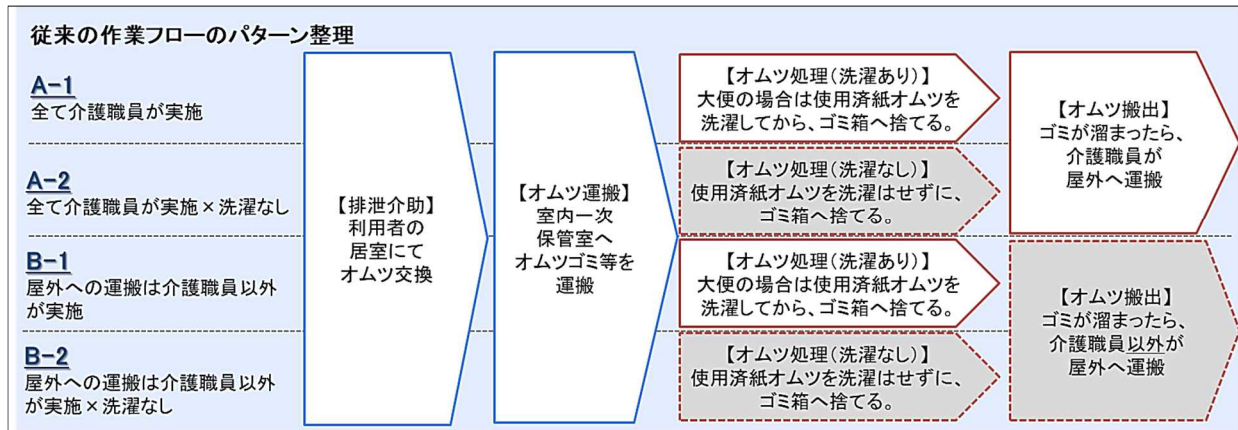 従来の作業フローのパターン整理
A-1
全て介護職員が実施
A-2
全て介護職員が実施×洗濯なし
B-1
屋外への運搬は介護職員以外
が実施
B-2
屋外への運搬は介護職員以外
が実施×洗濯なし
【排泄介助】
利用者の
居室にて
オムツ交換
【オムツ運搬】
室内一次
保管室へ
オムツゴミ等を
運搬
【オムツ処理(洗濯あり)】
大便の場合は使用済紙オムツを
洗濯してから、ゴミ箱へ捨てる。
【オムツ処理(洗濯なし)】
使用済紙オムツを洗濯はせずに、
ゴミ箱へ捨てる。
【オムツ処理(洗濯あり)】
大便の場合は使用済紙オムツを
洗濯してから、ゴミ箱へ捨てる。
【オムツ処理(洗濯なし)】
使用済紙オムツを洗濯はせずに、
ゴミ箱へ捨てる。
【オムツ搬出】
ゴミが溜まったら、
介護職員が
屋外へ運搬
【オムツ搬出】
ゴミが溜まったら、
介護職員以外が
屋外へ運搬